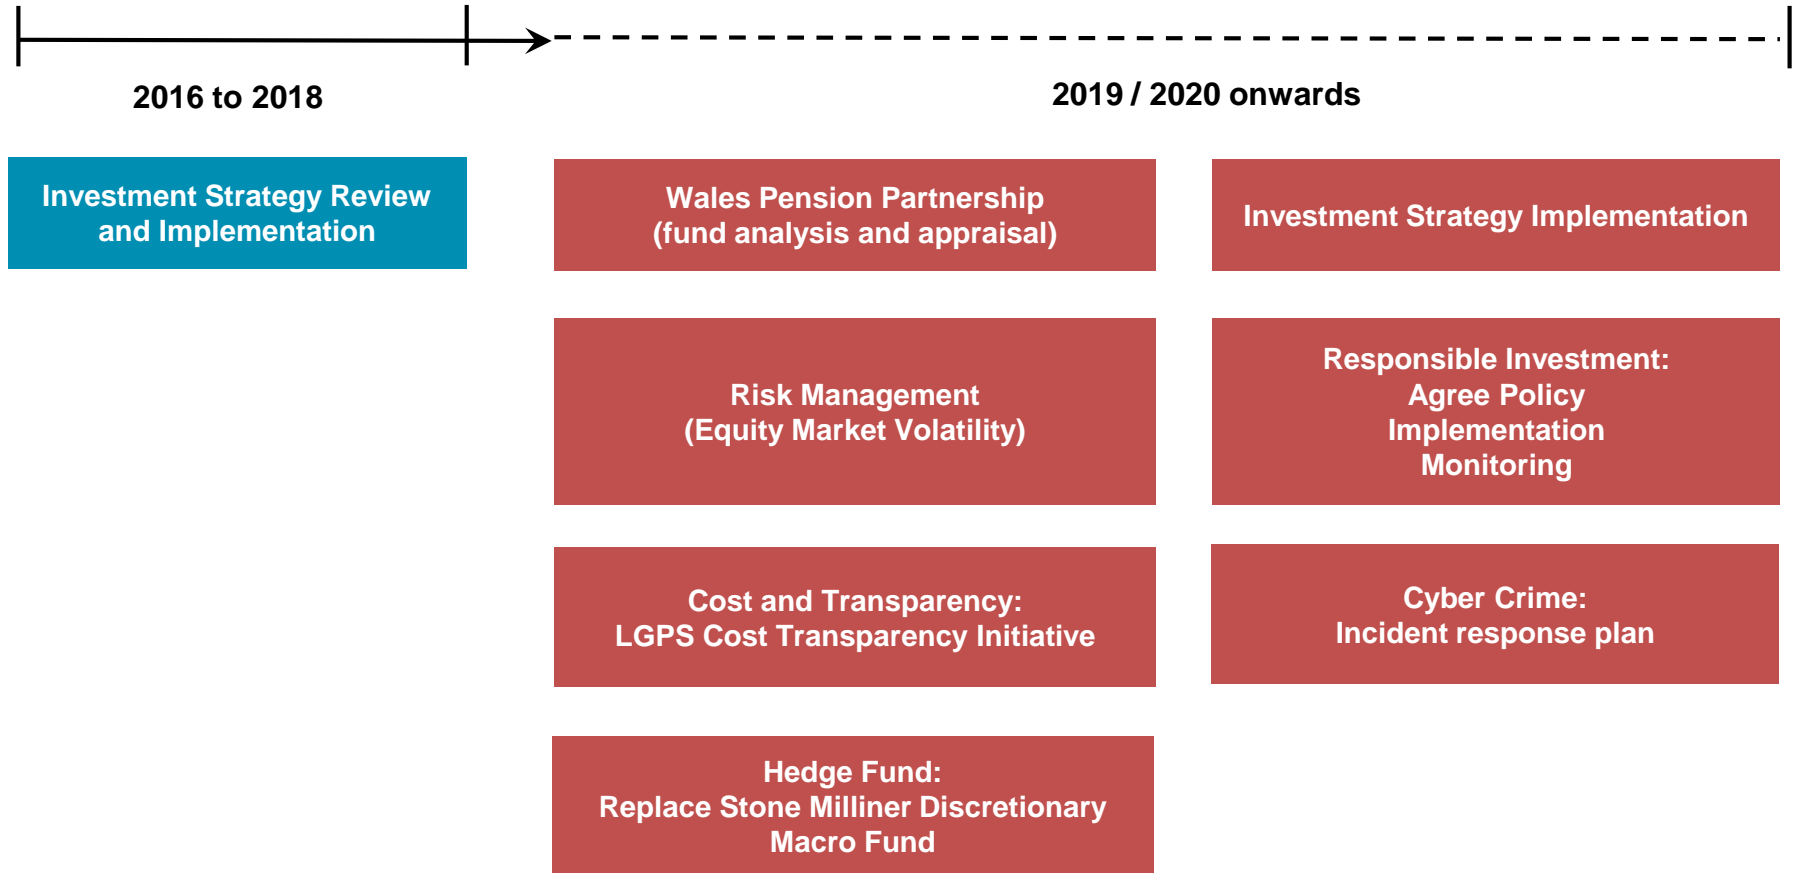 2016 to 2018
2019 / 2020 onwards
Investment Strategy Review
and Implementation
Wales Pension Partnership
(fund analysis and appraisal)
Investment Strategy Implementation
Risk Management
(Equity Market Volatility)
Responsible Investment:
Agree Policy
Implementation
Monitoring
Cost and Transparency:
LGPS Cost Transparency Initiative
Cyber Crime:
Incident response plan
Hedge Fund:
Replace Stone Milliner Discretionary
Macro Fund